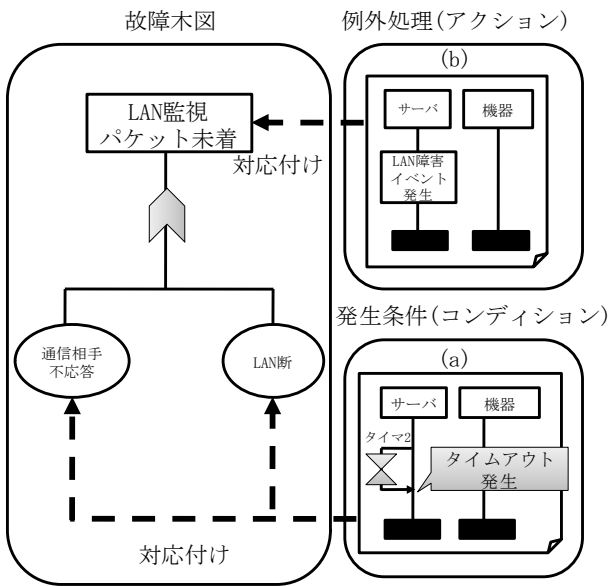 故障木図
LAN監視
パケット未着
対応付け
通信相手
不応答
LAN断
対応付け
例外処理(アクション)
(b)
サーバ
機器
LAN障害
イベント
発生
発生条件(コンディション)
(a)
サーバ
機器
タイマ2
タイムアウト
発生